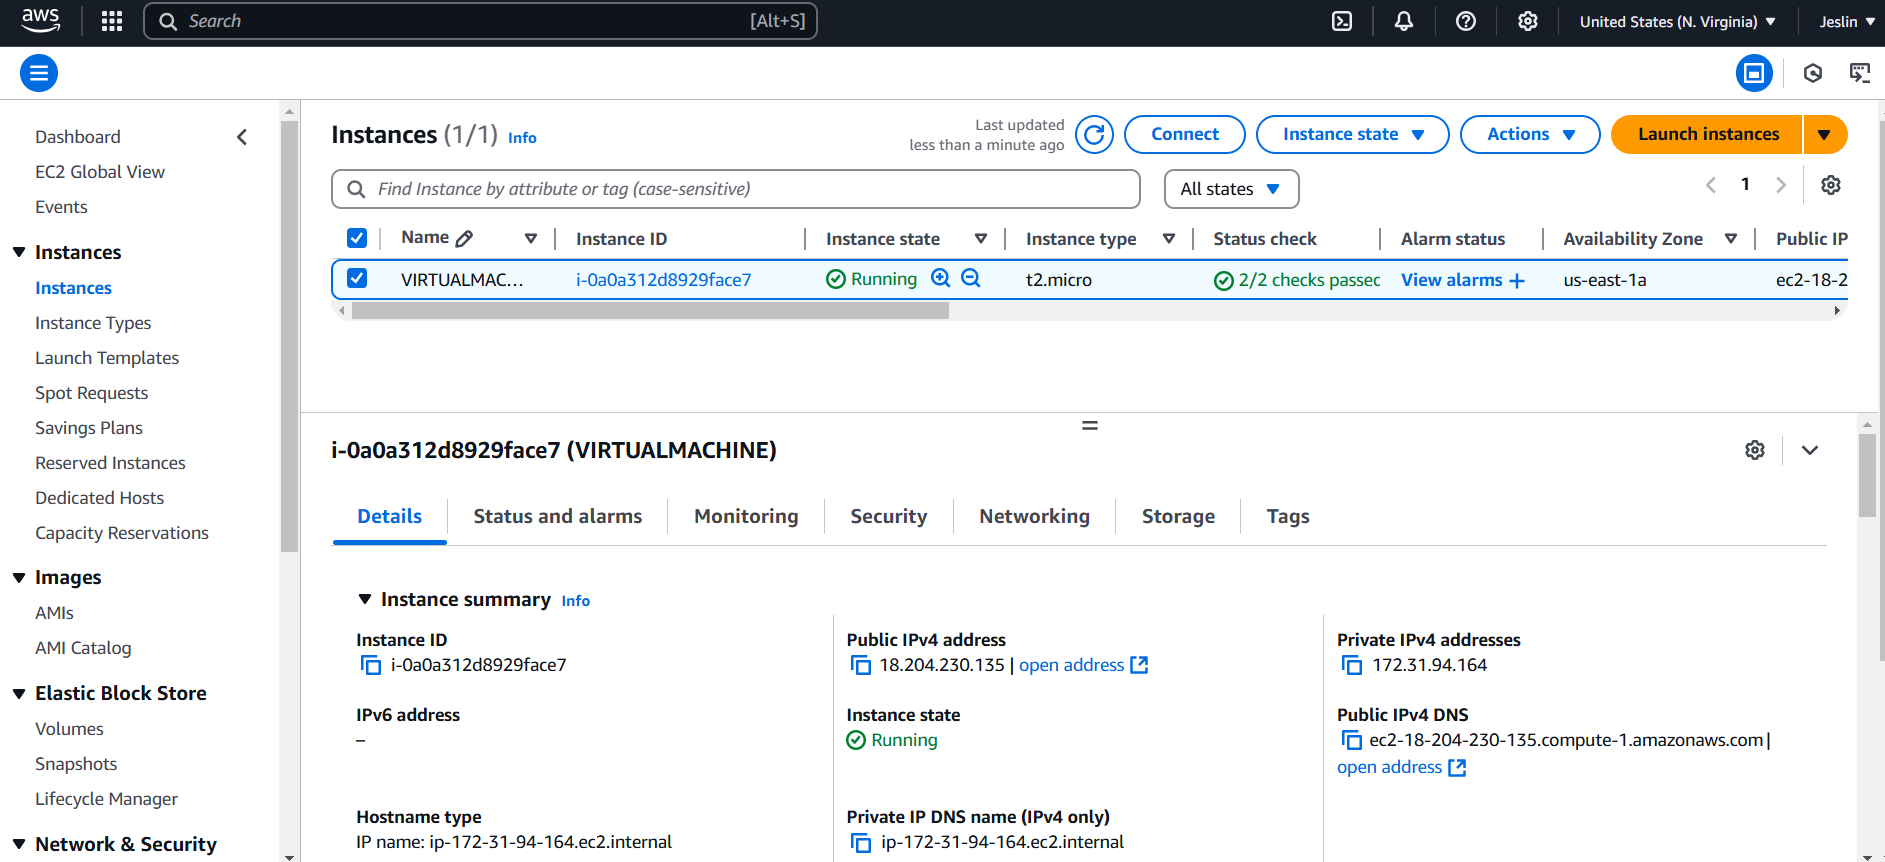 aws Search [Alt+S] United States (N. Virginia) Jeslin
Dashboard
EC2 Global View
Events
Instances
Instances
Instance Types
Launch Templates
Spot Requests
Savings Plans
Reserved Instances
Dedicated Hosts
Capacity Reservations
Images
AMIs
AMI Catalog
Elastic Block Store
Volumes
Snapshots
Lifecycle Manager
Network & Security
Instances (1/1) Info
Last updated
less than a minute ago
Connect Instance state Actions Launch instances
Find Instance by attribute or tag (case-sensitive) All states 1
Name Instance ID Instance state Instance type Status check Alarm status Availability Zone Public IP
VIRTUALMAC... i-0a0a312d8929face7 Running t2.micro 2/2 checks passed View alarms + us-east-1a ec2-18-2
i-0a0a312d8929face7 (VIRTUALMACHINE)
Details Status and alarms Monitoring Security Networking Storage Tags
Instance summary Info
Instance ID
i-0a0a312d8929face7
Public IPv4 address
18.204.230.135 | open address
Private IPv4 addresses
172.31.94.164
IPv6 address
–
Instance state
Running
Public IPv4 DNS
ec2-18-204-230-135.compute-1.amazonaws.com |
open address
Hostname type
IP name: ip-172-31-94-164.ec2.internal
Private IP DNS name (IPv4 only)
ip-172-31-94-164.ec2.internal